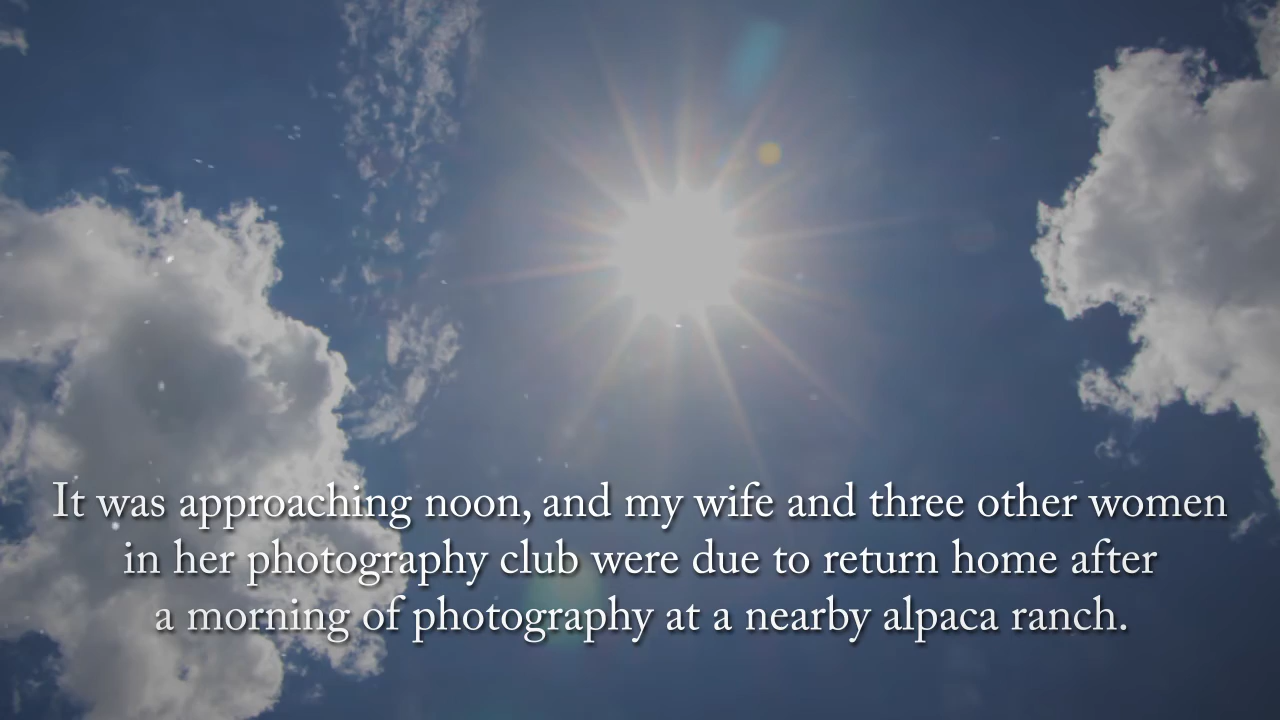 It was approaching noon, and my wife and three other women
in her photography club were due to return home after
a morning of photography at a nearby alpaca ranch.